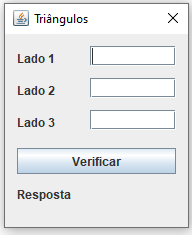 Triângulos
Lado 1
Lado 2
Lado 3
Verificar
Resposta